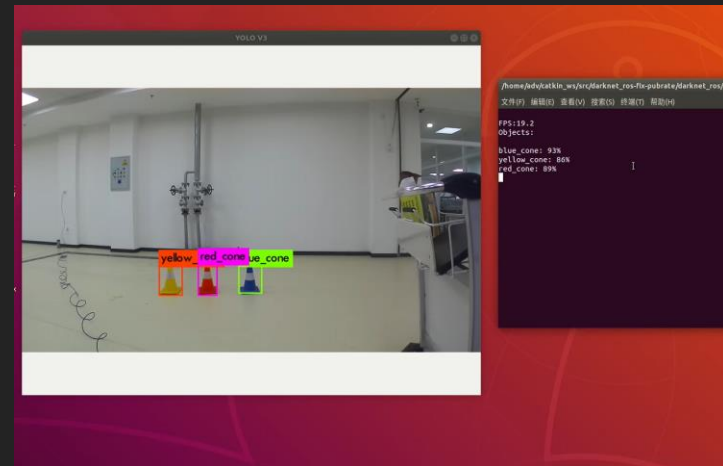 YOLO V3
yellow_
red_cone
ue_cone
/home/adv/catkin_ws/src/darknet_ros-fix-pubrate/darknet_ros/
文件(F) 编辑(E) 查看(V) 搜索(S) 终端(T) 帮助(H)
FPS:19.2
Objects:
blue_cone: 93%
yellow_cone: 86%
red_cone: 89%